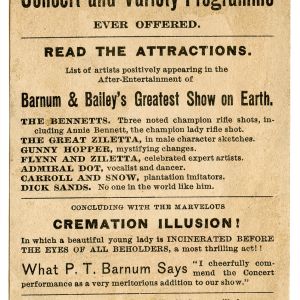 Concert and Variety Programme
EVER OFFERED.
READ THE ATTRACTIONS.
List of artists positively appearing in the
After-Entertainment of
Barnum & Bailey's Greatest Show on Earth.
THE BENNETTS. Three noted champion rifle shots, in-
cluding Annie Bennett, the champion lady rifle shot.
THE GREAT ZILETTA, in male character sketches.
GUNNY HOPPER, mystifying changes.
FLYNN AND ZILETTA, celebrated expert artists.
ADMIRAL DOT, vocalist and dancer.
CARROLL AND SNOW, plantation imitators.
DICK SANDS. No one in the world like him.
CONCLUDING WITH THE MARVELOUS
CREMATION ILLUSION!
In which a beautiful young lady is INCINERATED BEFORE
THE EYES OF ALL BEHOLDERS, a most thrilling act!!
What P. T. Barnum Says "I cheerfully com-
mend the Concert
performance as a very meritorious addition to our show."